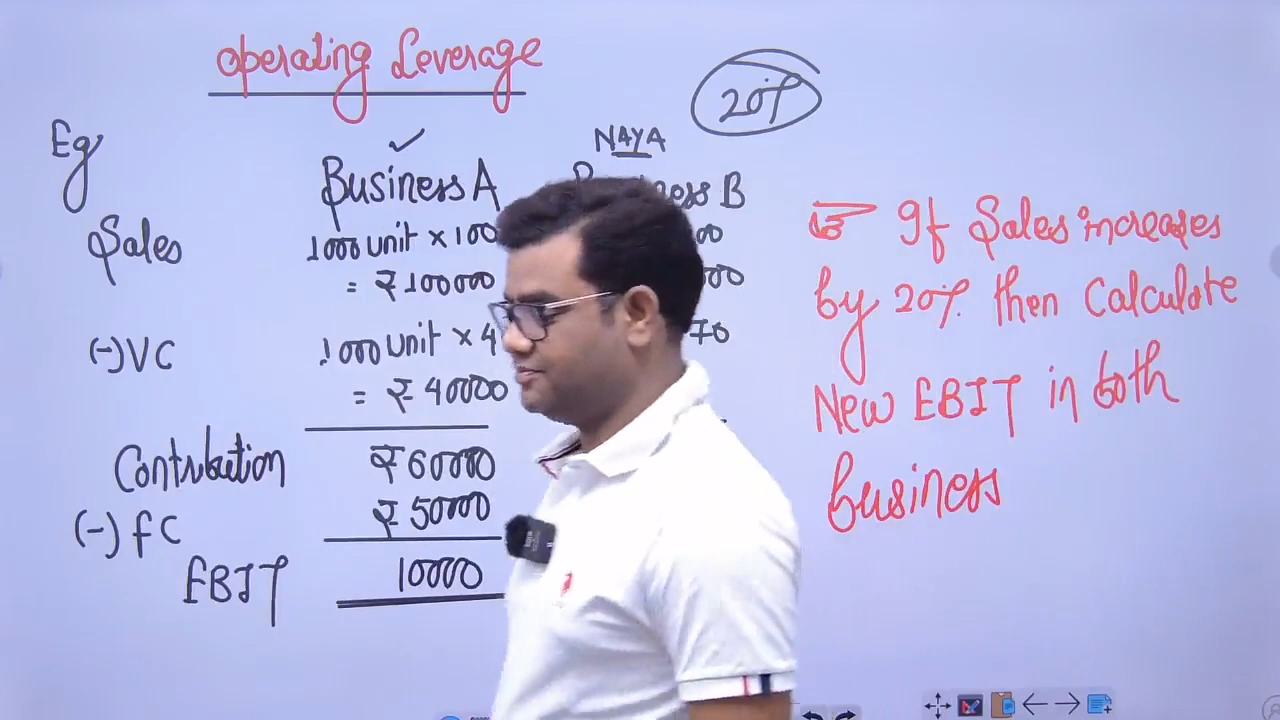 Operating Leverage
20%
Eg
NAYA
Business A
B
Sales
1000 unit × 100
= ₹100000
(-) VC
1000 unit × 4
70
= ₹40000
Contribution
₹60000
(-) FC
₹50000
EBIT
10000
☞ If Sales increases
by 20% then Calculate
New EBIT in both
business